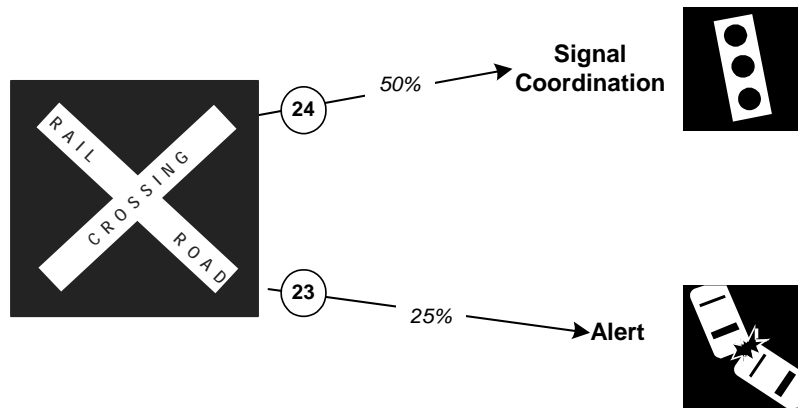 Signal
Coordination
50%
24
RAIL
CROSSING
ROAD
23
25%
Alert